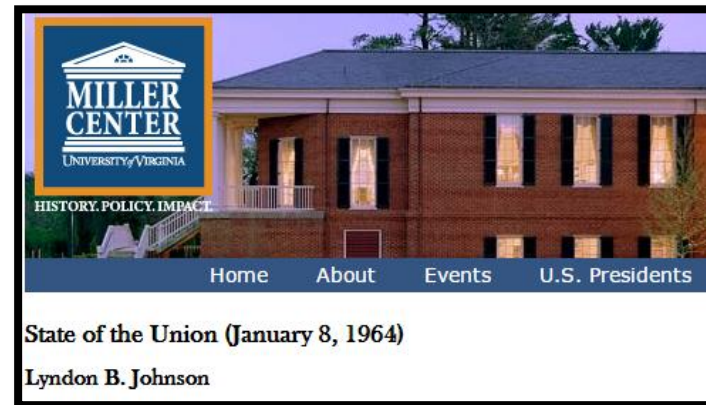 MILLER
CENTER
UNIVERSITY of VIRGINIA
HISTORY. POLICY. IMPACT.
Home About Events U.S. Presidents
State of the Union (January 8, 1964)
Lyndon B. Johnson